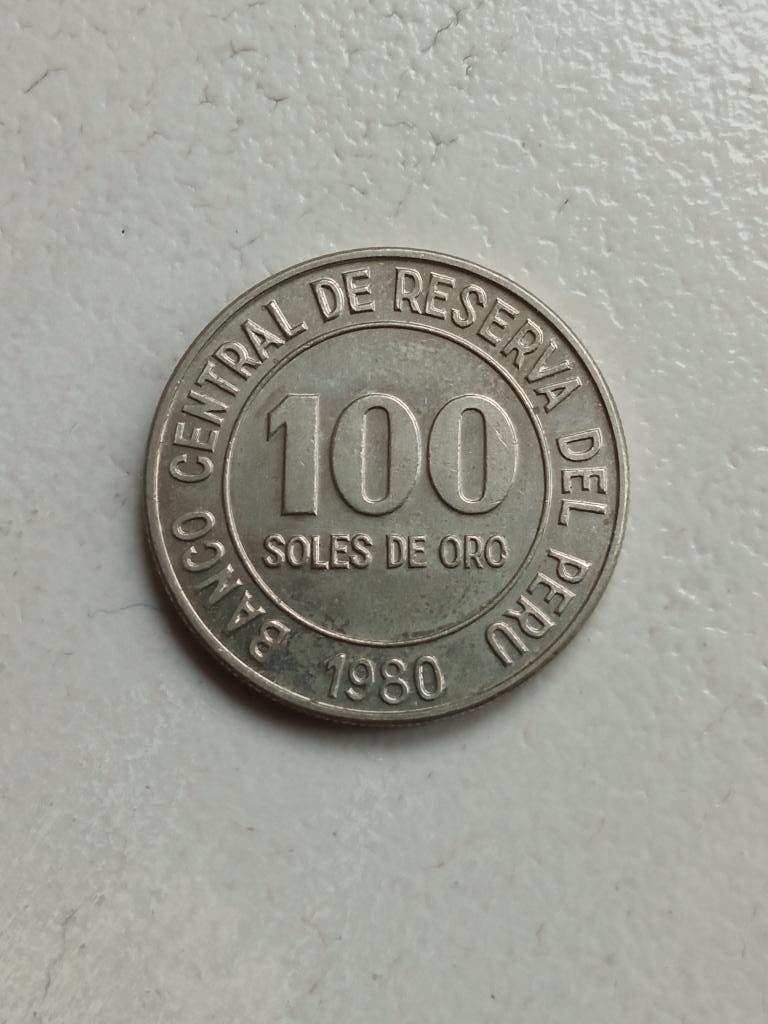 BANCO CENTRAL DE RESERVA DEL PERU
100
SOLES DE ORO
1980